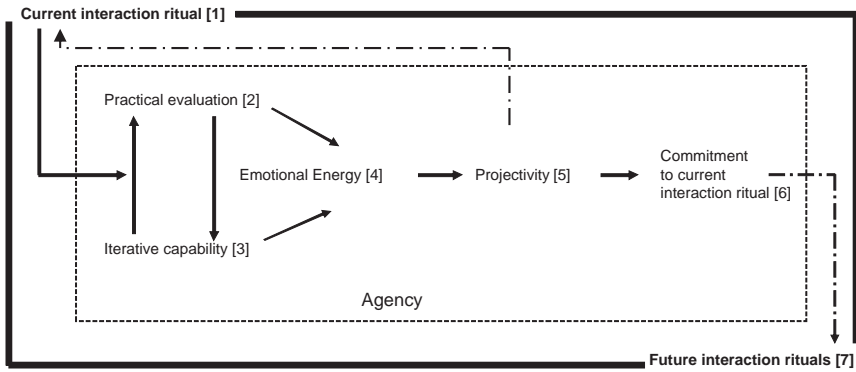 Current interaction ritual [1]
Practical evaluation [2]
Emotional Energy [4]
Projectivity [5]
Commitment
to current
interaction ritual [6]
Iterative capability [3]
Agency
Future interaction rituals [7]